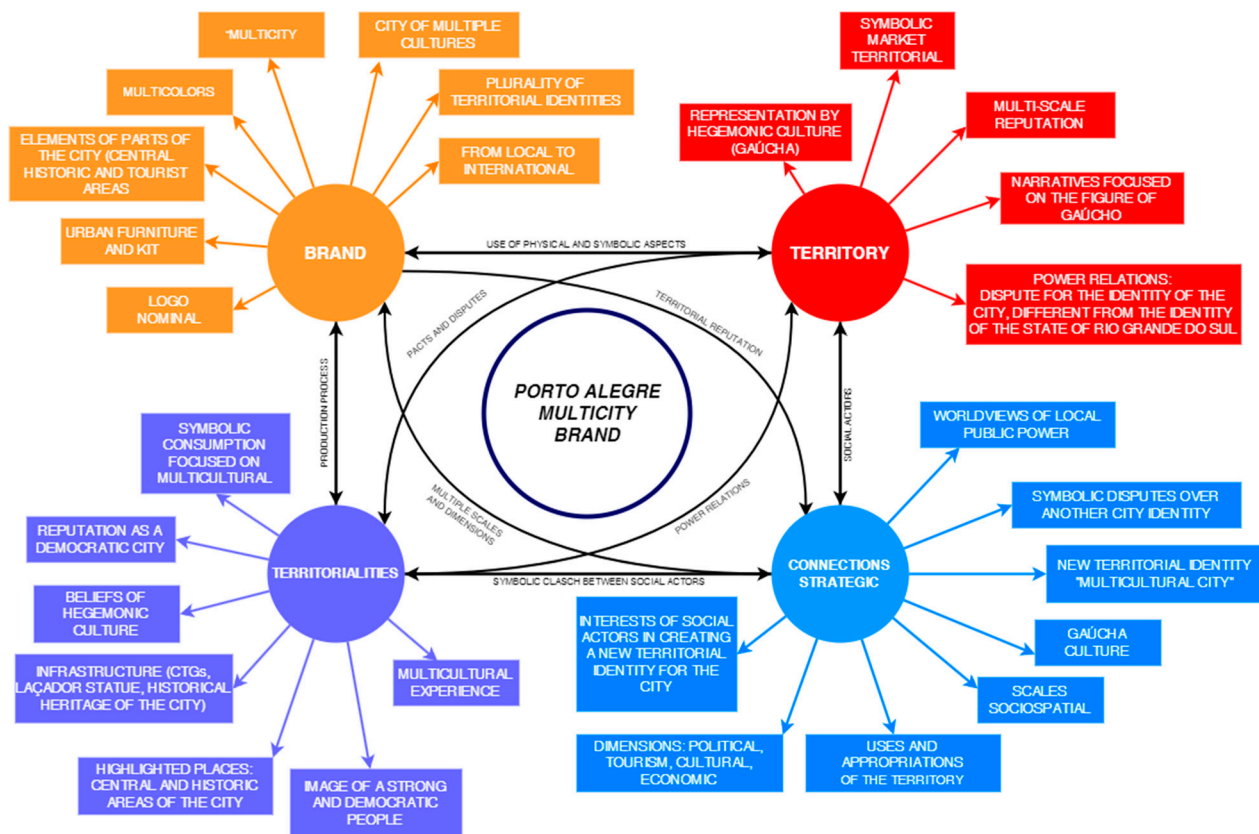 "MULTICITY
CITY OF MULTIPLE
CULTURES
MULTICOLORS
PLURALITY OF
TERRITORIAL IDENTITIES
ELEMENTS OF PARTS OF
THE CITY (CENTRAL
HISTORIC AND TOURIST
AREAS
FROM LOCAL TO
INTERNATIONAL
URBAN FURNITURE
AND KIT
BRAND
LOGO
NOMINAL
SYMBOLIC
MARKET
TERRITORIAL
REPRESENTATION BY
HEGEMONIC CULTURE
(GAÚCHA)
MULTI-SCALE
REPUTATION
NARRATIVES FOCUSED
ON THE FIGURE OF
GAÚCHO
TERRITORY
POWER RELATIONS:
DISPUTE FOR THE IDENTITY OF THE
CITY, DIFFERENT FROM THE IDENTITY
OF THE STATE OF RIO GRANDE DO SUL
USE OF PHYSICAL AND SYMBOLIC ASPECTS
PACTS AND DISPUTES
TERRITORIAL REPUTATION
PRODUCTION PROCESS
PORTO ALEGRE
MULTICITY
BRAND
SOCIAL ACTORS
MULTIPLE SCALES
AND DIMENSIONS
POWER RELATIONS
SYMBOLIC CLASCH BETWEEN SOCIAL ACTORS
SYMBOLIC
CONSUMPTION
FOCUSED ON
MULTICULTURAL
REPUTATION AS A
DEMOCRATIC CITY
TERRITORIALITIES
BELIEFS OF
HEGEMONIC
CULTURE
INFRASTRUCTURE (CTGs,
LAÇADOR STATUE, HISTORICAL
HERITAGE OF THE CITY)
MULTICULTURAL
EXPERIENCE
HIGHLIGHTED PLACES:
CENTRAL AND HISTORIC
AREAS OF THE CITY
IMAGE OF A STRONG
AND DEMOCRATIC
PEOPLE
WORLDVIEWS OF LOCAL
PUBLIC POWER
SYMBOLIC DISPUTES OVER
ANOTHER CITY IDENTITY
CONNECTIONS
STRATEGIC
NEW TERRITORIAL IDENTITY
"MULTICULTURAL CITY"
INTERESTS OF SOCIAL
ACTORS IN CREATING
A NEW TERRITORIAL
IDENTITY FOR THE
CITY
GAÚCHA
CULTURE
SCALES
SOCIOSPATIAL
DIMENSIONS: POLITICAL,
TOURISM, CULTURAL,
ECONOMIC
USES AND
APPROPRIATIONS
OF THE TERRITORY